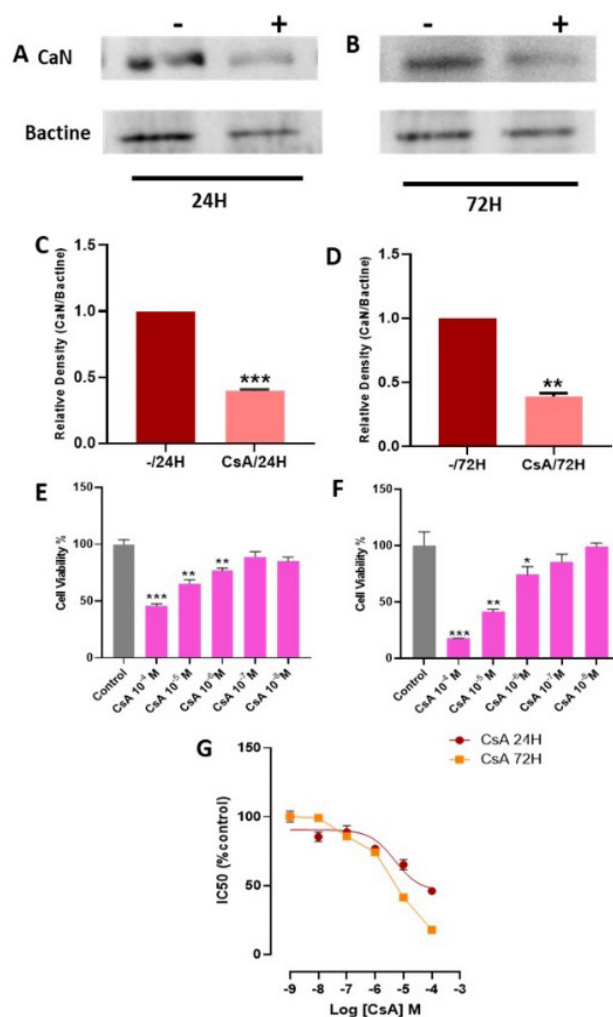 - + - +
A CaN B
Bactine
24H 72H
C D
Relative Density (CaN/Bactine)
1.5
1.0
0.5
0.0
***
-/24H CsA/24H
Relative Density (CaN/Bactine)
1.5
1.0
0.5
0.0
**
-/72H CsA/72H
E F
Cell Viability %
150
100
50
0
*** ** **
Control CsA 10⁻⁴ M CsA 10⁻⁵ M CsA 10⁻⁶ M CsA 10⁻⁷ M CsA 10⁻⁸ M
Cell Viability %
150
100
50
0
*** ** *
Control CsA 10⁻⁴ M CsA 10⁻⁵ M CsA 10⁻⁶ M CsA 10⁻⁷ M CsA 10⁻⁸ M
G
CsA 24H
CsA 72H
IC50 (%control)
150
100
50
0
-9 -8 -7 -6 -5 -4 -3
Log [CsA] M